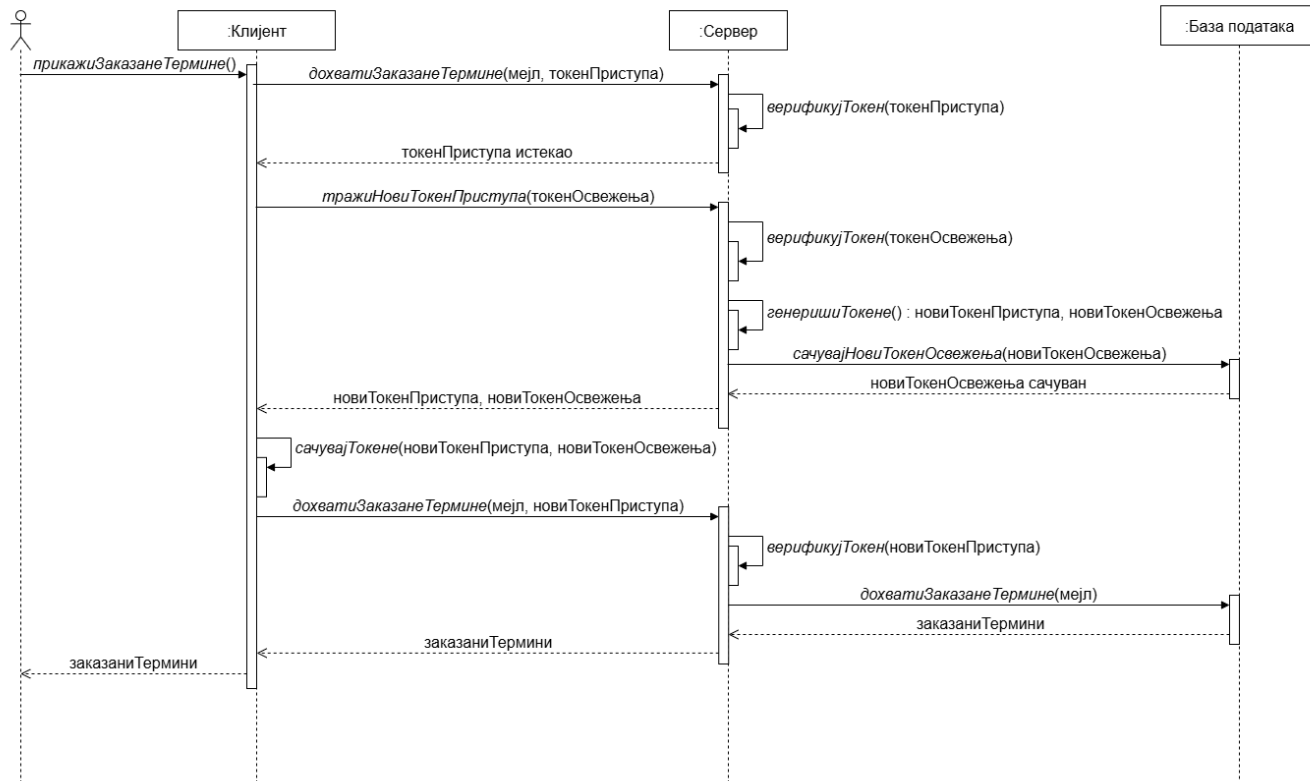 :Клијент
:Сервер
:База података
прикажиЗаказанеТермине()
дохватиЗаказанеТермине(мејл, токенПриступа)
верификујТокен(токенПриступа)
токенПриступа истекао
тражиНовиТокенПриступа(токенОсвежења)
верификујТокен(токенОсвежења)
генеришиТокене() : новиТокенПриступа, новиТокенОсвежења
сачувајНовиТокенОсвежења(новиТокенОсвежења)
новиТокенОсвежења сачуван
новиТокенПриступа, новиТокенОсвежења
сачувајТокене(новиТокенПриступа, новиТокенОсвежења)
дохватиЗаказанеТермине(мејл, новиТокенПриступа)
верификујТокен(новиТокенПриступа)
дохватиЗаказанеТермине(мејл)
заказаниТермини
заказаниТермини
заказаниТермини